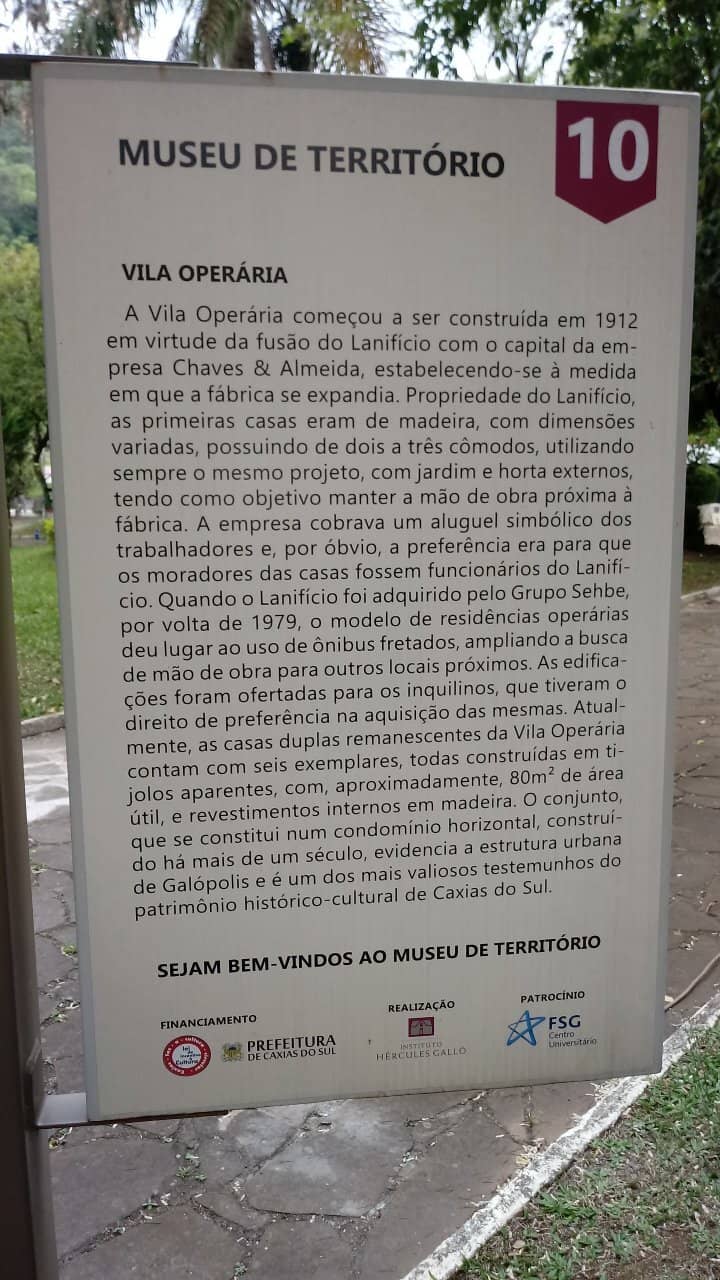 MUSEU DE TERRITÓRIO
10
VILA OPERÁRIA
A Vila Operária começou a ser construída em 1912
em virtude da fusão do Lanifício com o capital da em-
presa Chaves & Almeida, estabelecendo-se à medida
em que a fábrica se expandia. Propriedade do Lanifício,
as primeiras casas eram de madeira, com dimensões
variadas, possuindo de dois a três cômodos, utilizando
sempre o mesmo projeto, com jardim e horta externos,
tendo como objetivo manter a mão de obra próxima à
fábrica. A empresa cobrava um aluguel simbólico dos
trabalhadores e, por óbvio, a preferência era para que
os moradores das casas fossem funcionários do Lanifí-
cio. Quando o Lanifício foi adquirido pelo Grupo Sehbe,
por volta de 1979, o modelo de residências operárias
deu lugar ao uso de ônibus fretados, ampliando a busca
de mão de obra para outros locais próximos. As edifica-
ções foram ofertadas para os inquilinos, que tiveram o
direito de preferência na aquisição das mesmas. Atual-
mente, as casas duplas remanescentes da Vila Operária
contam com seis exemplares, todas construídas em ti-
jolos aparentes, com, aproximadamente, 80m² de área
útil, e revestimentos internos em madeira. O conjunto,
que se constitui num condomínio horizontal, construí-
do há mais de um século, evidencia a estrutura urbana
de Galópolis e é um dos mais valiosos testemunhos do
patrimônio histórico-cultural de Caxias do Sul.
SEJAM BEM-VINDOS AO MUSEU DE TERRITÓRIO
FINANCIAMENTO
REALIZAÇÃO
PATROCÍNIO
PREFEITURA
DE CAXIAS DO SUL
INSTITUTO
HÉRCULES GALLÓ
FSG
Centro
Universitário